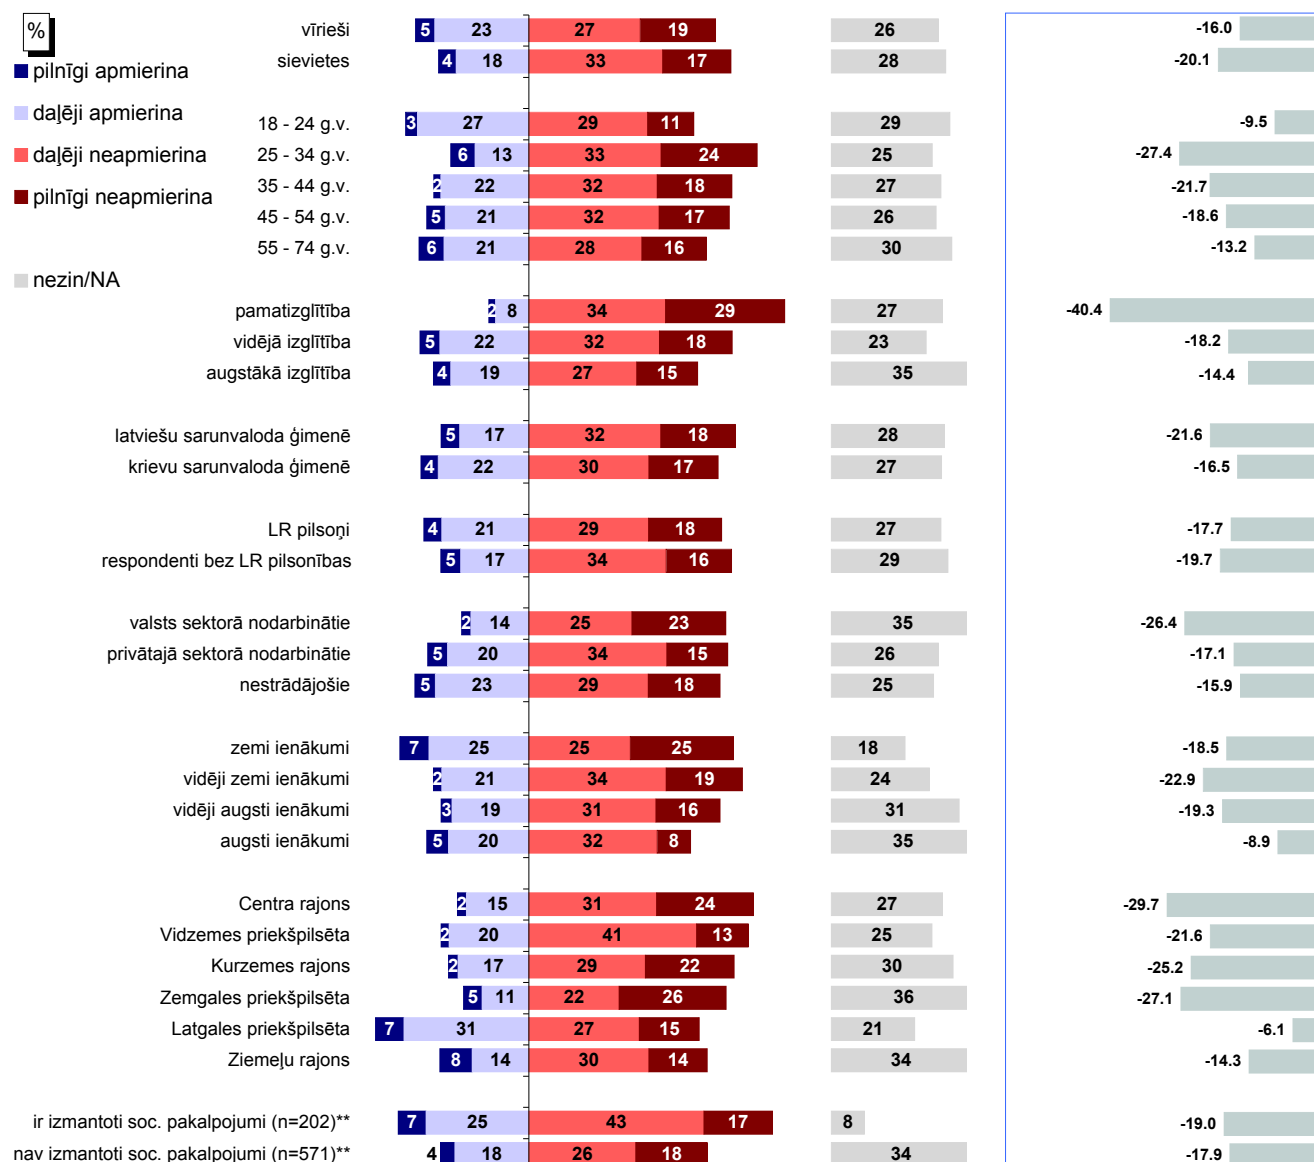 %
pilnīgi apmierina
daļēji apmierina
daļēji neapmierina
pilnīgi neapmierina
nezin/NA
vīrieši 5 23 27 19 26 -16.0
sievietes 4 18 33 17 28 -20.1
18 - 24 g.v. 3 27 29 11 29 -9.5
25 - 34 g.v. 6 13 33 24 25 -27.4
35 - 44 g.v. 2 22 32 18 27 -21.7
45 - 54 g.v. 5 21 32 17 26 -18.6
55 - 74 g.v. 6 21 28 16 30 -13.2
pamatizglītība 2 8 34 29 27 -40.4
vidējā izglītība 5 22 32 18 23 -18.2
augstākā izglītība 4 19 27 15 35 -14.4
latviešu sarunvaloda ģimenē 5 17 32 18 28 -21.6
krievu sarunvaloda ģimenē 4 22 30 17 27 -16.5
LR pilsoņi 4 21 29 18 27 -17.7
respondenti bez LR pilsonības 5 17 34 16 29 -19.7
valsts sektorā nodarbinātie 2 14 25 23 35 -26.4
privātajā sektorā nodarbinātie 5 20 34 15 26 -17.1
nestrādājošie 5 23 29 18 25 -15.9
zemi ienākumi 7 25 25 25 18 -18.5
vidēji zemi ienākumi 2 21 34 19 24 -22.9
vidēji augsti ienākumi 3 19 31 16 31 -19.3
augsti ienākumi 5 20 32 8 35 -8.9
Centra rajons 2 15 31 24 27 -29.7
Vidzemes priekšpilsēta 2 20 41 13 25 -21.6
Kurzemes rajons 2 17 29 22 30 -25.2
Zemgales priekšpilsēta 5 11 22 26 36 -27.1
Latgales priekšpilsēta 7 31 27 15 21 -6.1
Ziemeļu rajons 8 14 30 14 34 -14.3
ir izmantoti soc. pakalpojumi (n=202)** 7 25 43 17 8 -19.0
nav izmantoti soc. pakalpojumi (n=571)** 4 18 26 18 34 -17.9